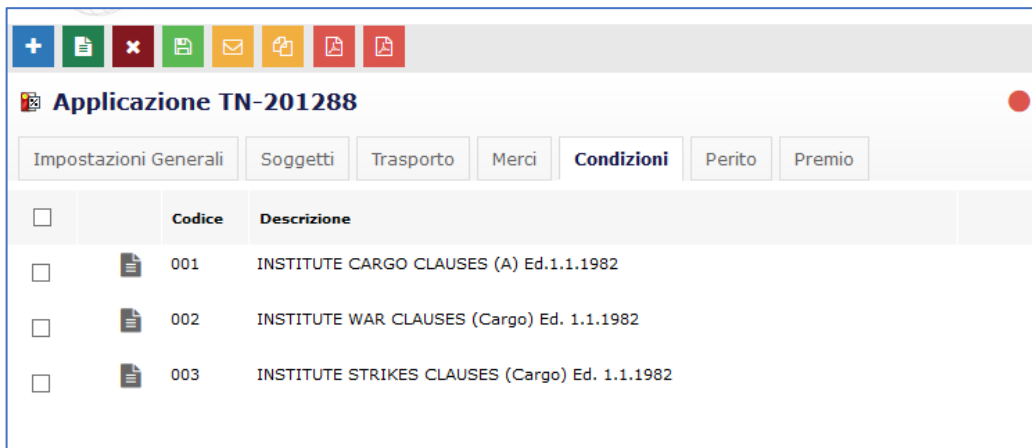 Applicazione TN-201288
Impostazioni Generali Soggetti Trasporto Merci Condizioni Perito Premio
Codice Descrizione
001 INSTITUTE CARGO CLAUSES (A) Ed.1.1.1982
002 INSTITUTE WAR CLAUSES (Cargo) Ed. 1.1.1982
003 INSTITUTE STRIKES CLAUSES (Cargo) Ed. 1.1.1982